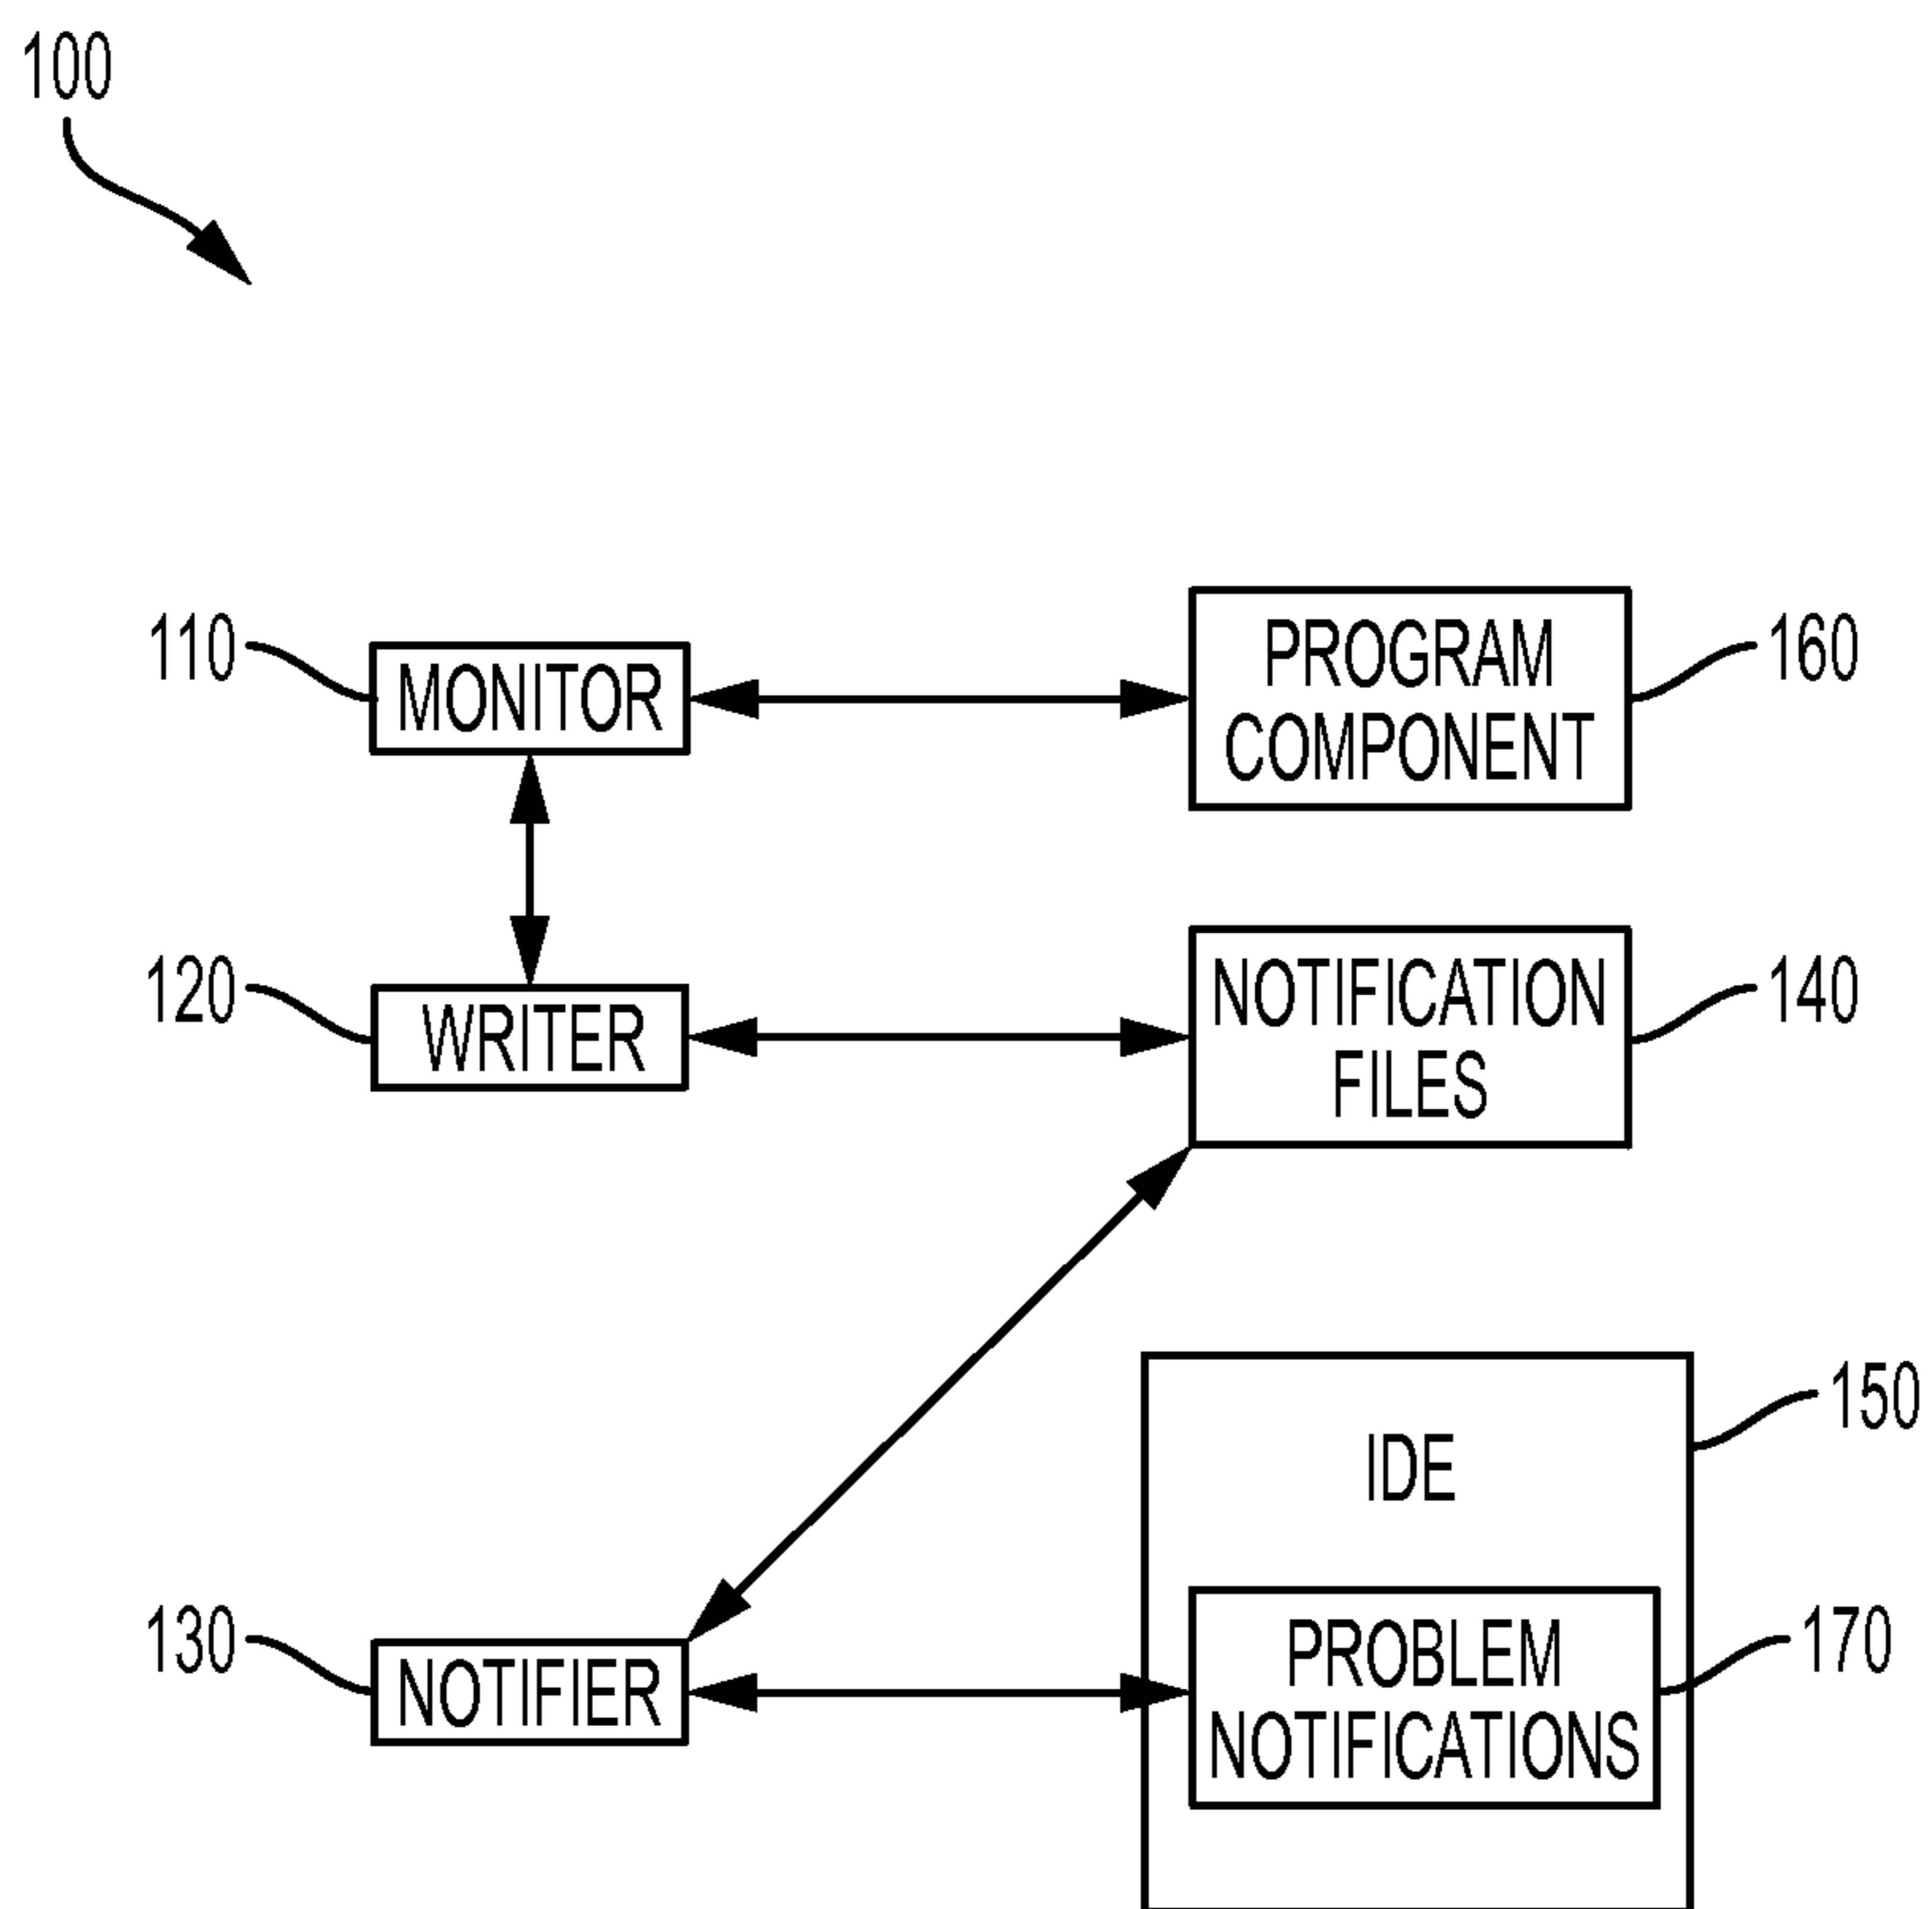 100
110
MONITOR
PROGRAM
COMPONENT
160
120
WRITER
NOTIFICATION
FILES
140
150
IDE
130
NOTIFIER
PROBLEM
NOTIFICATIONS
170